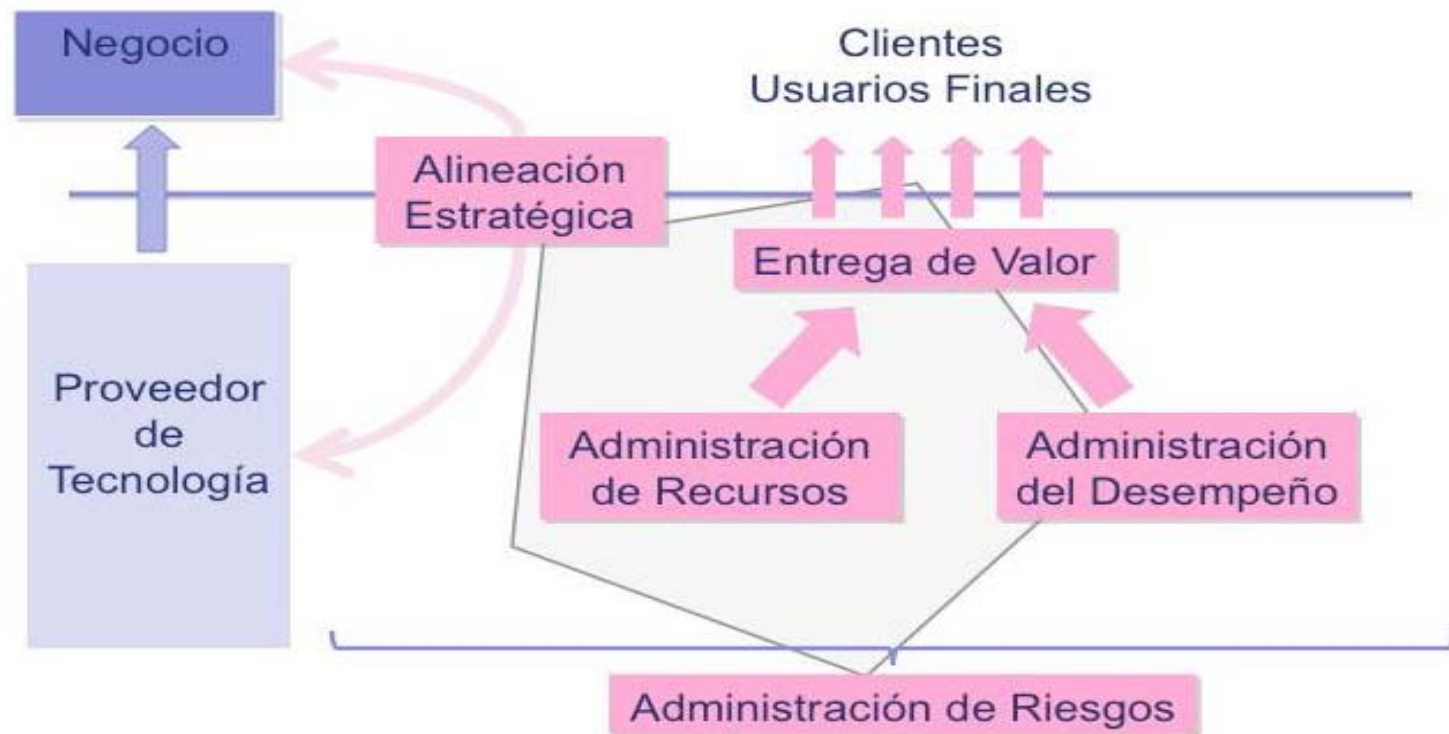 Negocio
Clientes
Usuarios Finales
Alineación
Estratégica
Entrega de Valor
Proveedor
de
Tecnología
Administración
de Recursos
Administración
del Desempeño
Administración de Riesgos